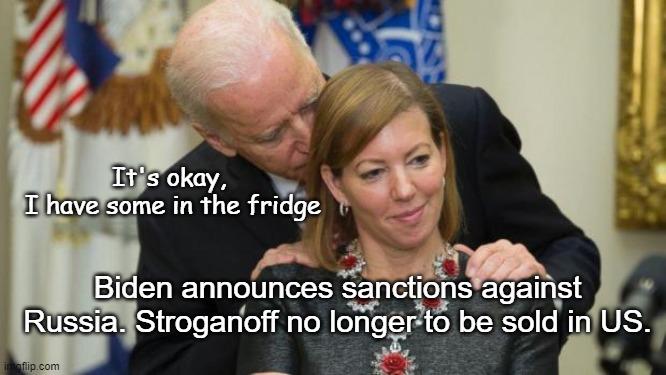 It's okay,
I have some in the fridge
Biden announces sanctions against
Russia. Stroganoff no longer to be sold in US.
imgflip.com